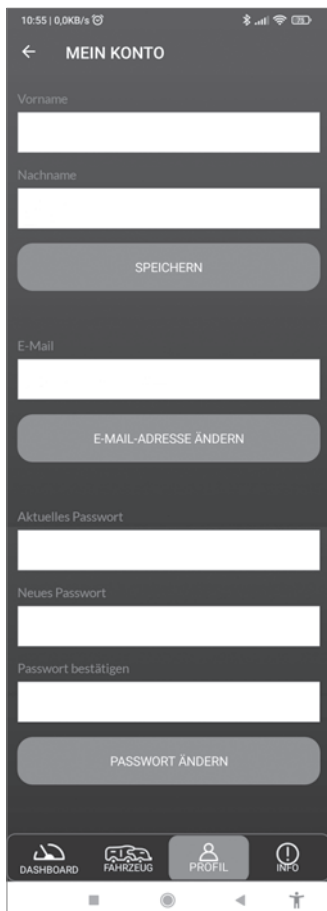 10:55 | 0,0KB/s
75
MEIN KONTO
Vorname
Nachname
SPEICHERN
E-Mail
E-MAIL-ADRESSE ÄNDERN
Aktuelles Passwort
Neues Passwort
Passwort bestätigen
PASSWORT ÄNDERN
DASHBOARD FAHRZEUG PROFIL INFO